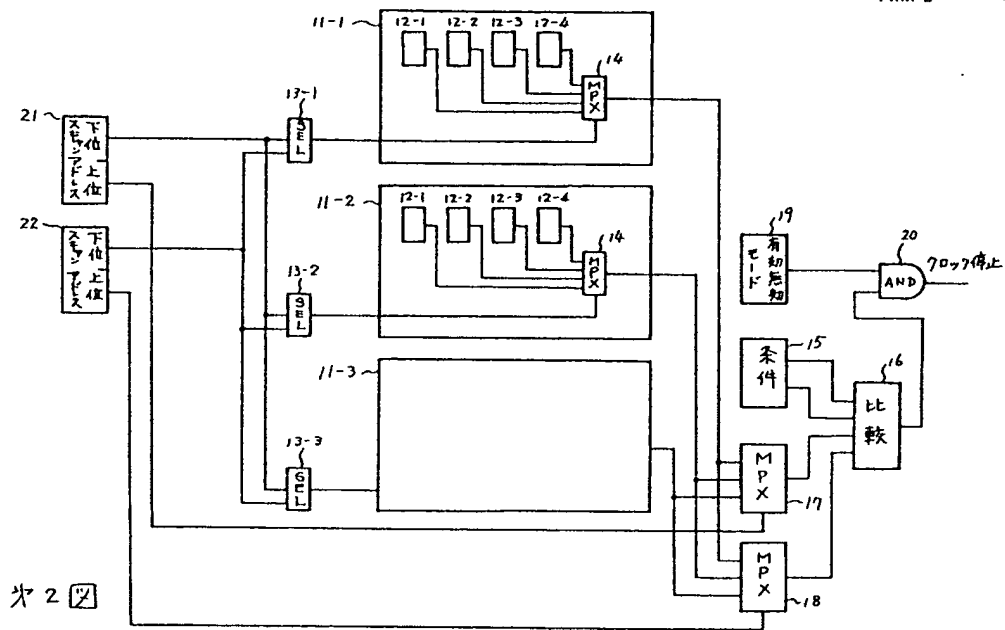 11-1
12-1 12-2 12-3 12-4
14
MPX
13-1
SEL
21
スキャンアドレス
下位
上位
11-2
12-1 12-2 12-3 12-4
14
MPX
22
スキャンアドレス
下位
上位
13-2
SEL
19
モード
有効無効
20
AND
クロック停止
11-3
15
条件
16
比較
13-3
SEL
MPX
17
MPX
18
第2図